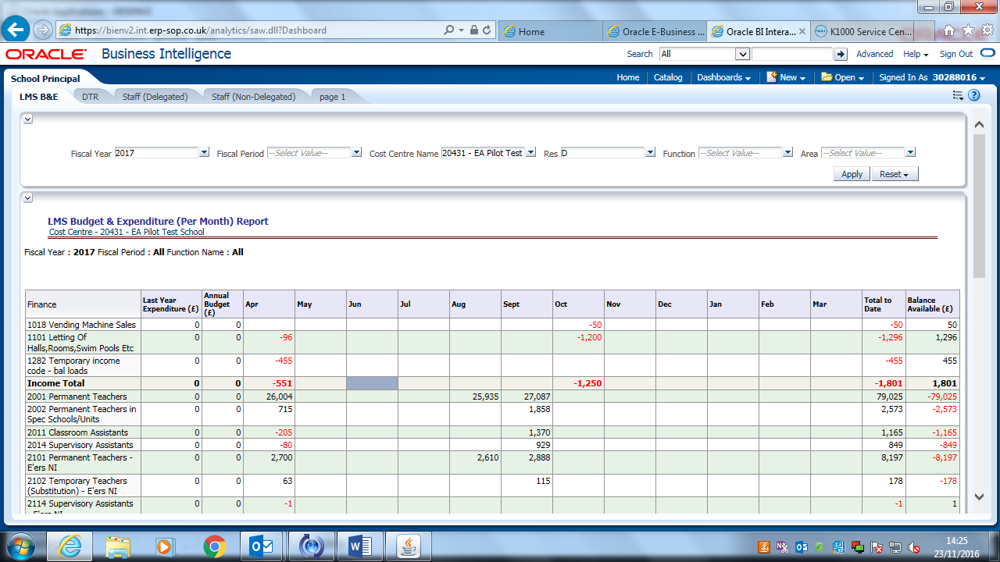 https://bienv2.int.erp-sop.co.uk/analytics/saw.dll?Dashboard
Home
Oracle E-Business ...
Oracle BI Intera...
K1000 Service Cen...
ORACLE Business Intelligence
Search All Advanced Help Sign Out
School Principal
Home Catalog Dashboards New Open Signed In As 30288016
LMS B&E DTR Staff (Delegated) Staff (Non-Delegated) page 1
Fiscal Year 2017 Fiscal Period --Select Value-- Cost Centre Name 20431 - EA Pilot Test Res D Function --Select Value-- Area --Select Value--
Apply Reset
LMS Budget & Expenditure (Per Month) Report
Cost Centre - 20431 - EA Pilot Test School
Fiscal Year : 2017 Fiscal Period : All Function Name : All
Finance Last Year Expenditure (£) Annual Budget (£) Apr May Jun Jul Aug Sept Oct Nov Dec Jan Feb Mar Total to Date Balance Available (£)
1018 Vending Machine Sales 0 0 -50 -50 50
1101 Letting Of Halls,Rooms,Swim Pools Etc 0 0 -96 -1,200 -1,296 1,296
1282 Temporary income code - bal loads 0 0 -455 -455 455
Income Total 0 0 -551 -1,250 -1,801 1,801
2001 Permanent Teachers 0 0 26,004 25,935 27,087 79,025 -79,025
2002 Permanent Teachers in Spec Schools/Units 0 0 715 1,858 2,573 -2,573
2011 Classroom Assistants 0 0 -205 1,370 1,165 -1,165
2014 Supervisory Assistants 0 0 -80 929 849 -849
2101 Permanent Teachers - E'ers NI 0 0 2,700 2,610 2,888 8,197 -8,197
2102 Temporary Teachers (Substitution) - E'ers NI 0 0 63 115 178 -178
2114 Supervisory Assistants - E'ers NI 0 0 -1 -1 1
14:25
23/11/2016